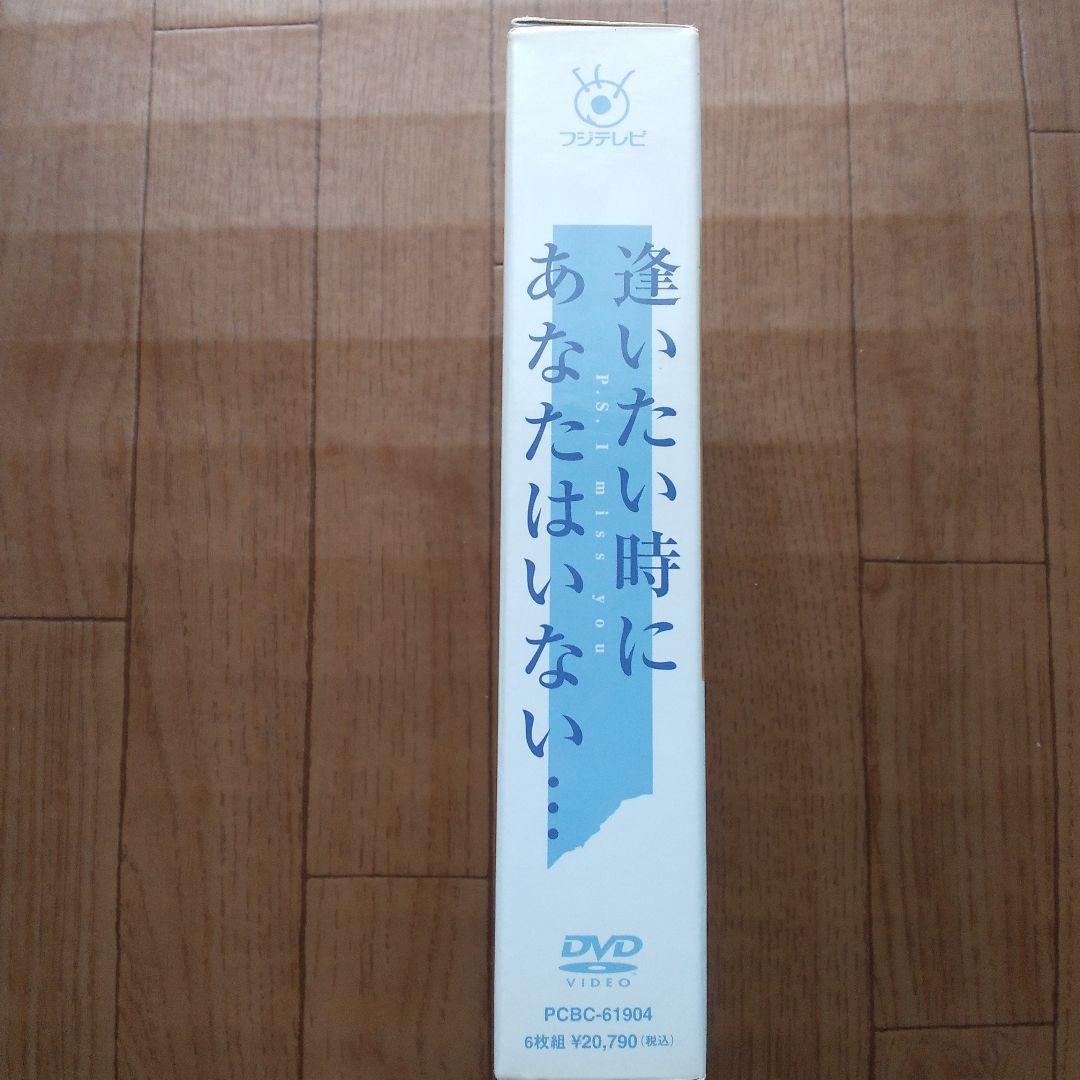 フジテレビ
逢いたい時に
あなたはいない…
P.S. I miss you
DVD
VIDEO
PCBC-61904
6枚組 ¥20,790(税込)